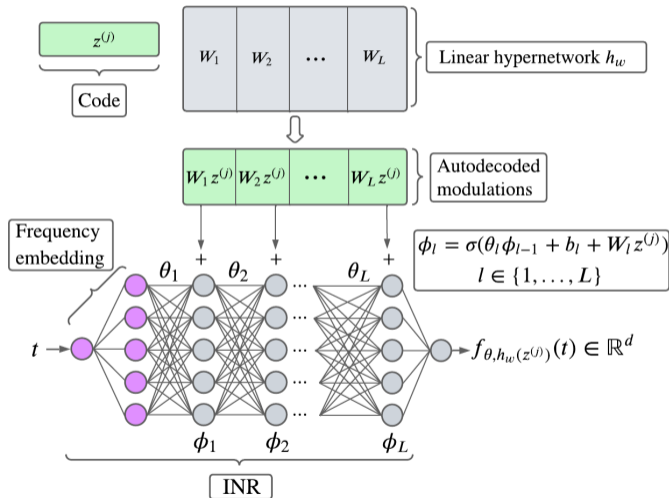 z^{(j)}
Code
W_1 W_2 ⋯ W_L
Linear hypernetwork h_w
W_1 z^{(j)} W_2 z^{(j)} ⋯ W_L z^{(j)}
Autodecoded
modulations
Frequency
embedding
+ + +
θ_1 θ_2 θ_L
ϕ_l = σ(θ_l ϕ_{l−1} + b_l + W_l z^{(j)})
l ∈ {1, . . . , L}
...
...
t
...
f_{θ,h_w(z^{(j)})}(t) ∈ ℝ^d
...
...
ϕ_1 ϕ_2 ϕ_L
INR